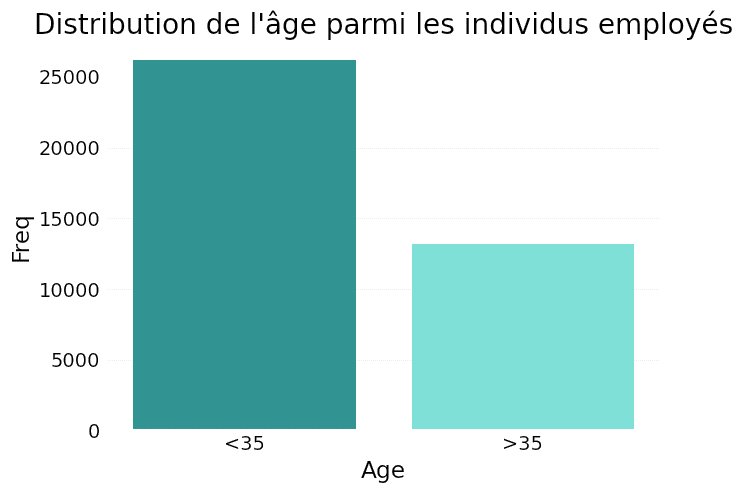 Distribution de l'âge parmi les individus employés
25000
20000
15000
10000
5000
0
Freq
<35
>35
Age